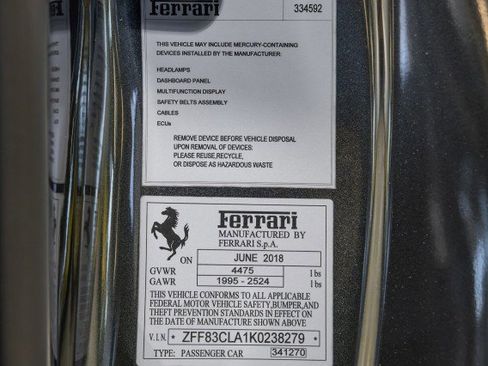 Ferrari
334592
THIS VEHICLE MAY INCLUDE MERCURY-CONTAINING
DEVICES INSTALLED BY THE MANUFACTURER:
HEADLAMPS
DASHBOARD PANEL
MULTIFUNCTION DISPLAY
SAFETY BELTS ASSEMBLY
CABLES
ECUs
REMOVE DEVICE BEFORE VEHICLE DISPOSAL
UPON REMOVAL OF DEVICES:
PLEASE REUSE,RECYCLE,
OR DISPOSE AS HAZARDOUS WASTE
Ferrari
MANUFACTURED BY
FERRARI S.p.A.
ON JUNE 2018
GVWR 4475 lbs
GAWR 1995 - 2524 lbs
THIS VEHICLE CONFORMS TO ALL APPLICABLE
FEDERAL MOTOR VEHICLE SAFETY,BUMPER,AND
THEFT PREVENTION STANDARDS IN EFFECT ON
THE DATE OF MANUFACTURE SHOWN ABOVE
V.I.N. * ZFF83CLA1K0238279 *
TYPE: PASSENGER CAR 341270